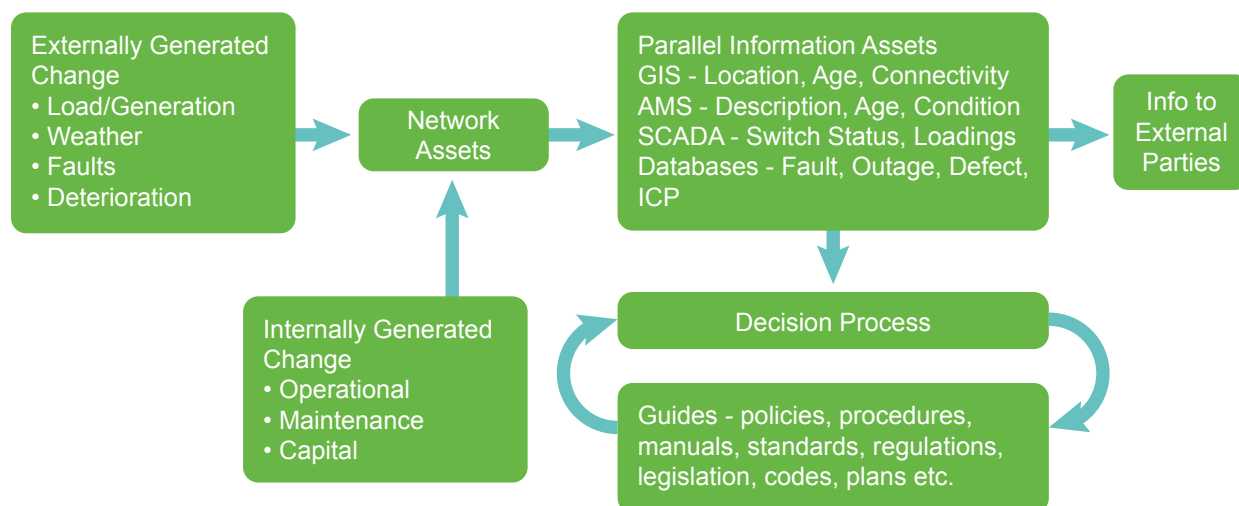 Externally Generated
Change
• Load/Generation
• Weather
• Faults
• Deterioration
Network
Assets
Parallel Information Assets
GIS - Location, Age, Connectivity
AMS - Description, Age, Condition
SCADA - Switch Status, Loadings
Databases - Fault, Outage, Defect,
ICP
Info to
External
Parties
Internally Generated
Change
• Operational
• Maintenance
• Capital
Decision Process
Guides - policies, procedures,
manuals, standards, regulations,
legislation, codes, plans etc.